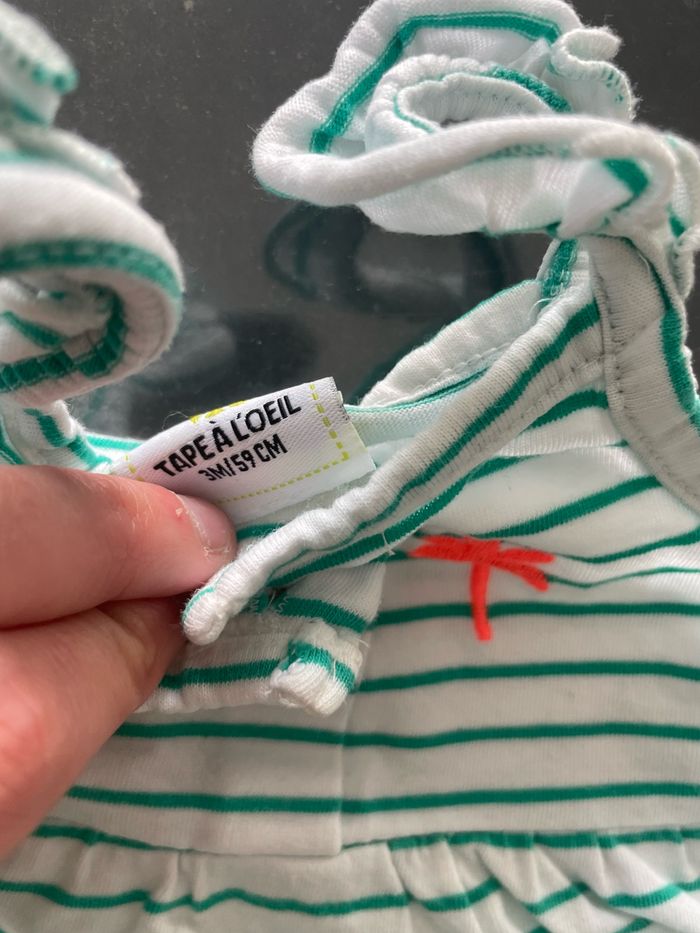 TAPE À L'OEIL
3M/59 CM